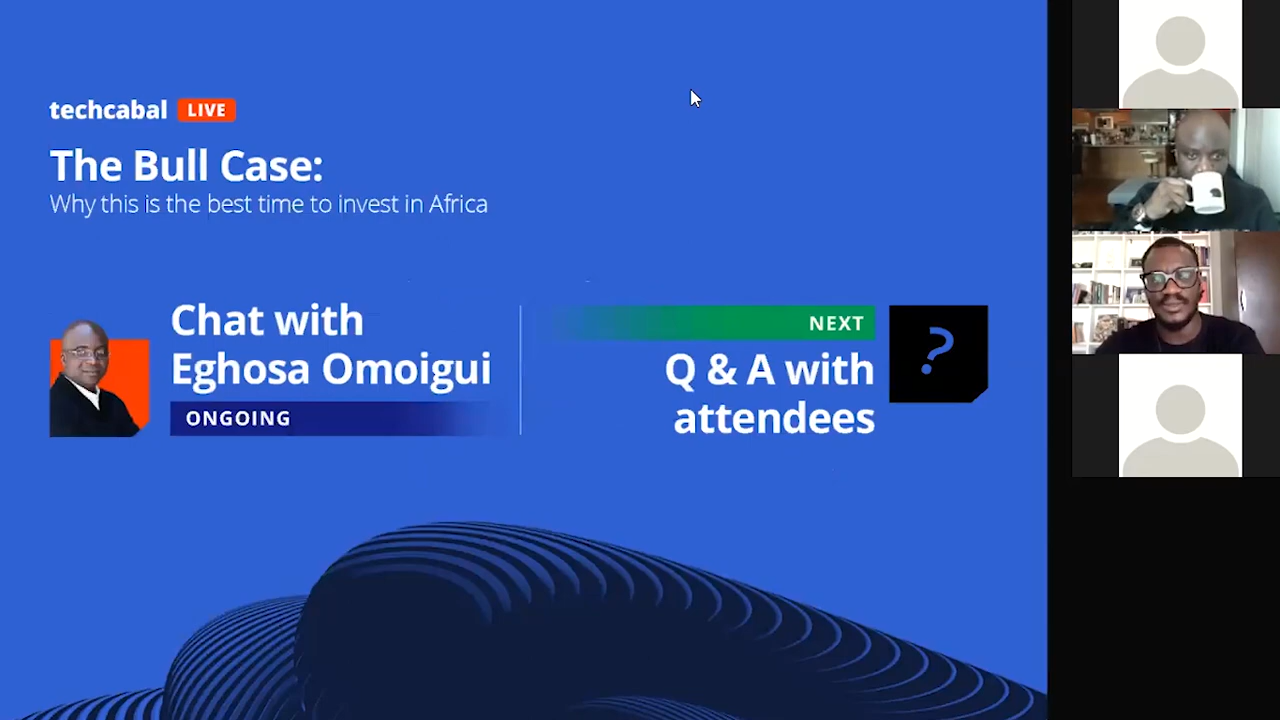 techcabal LIVE
The Bull Case:
Why this is the best time to invest in Africa
Chat with
Eghosa Omoigui
ONGOING
NEXT
Q & A with
attendees
?